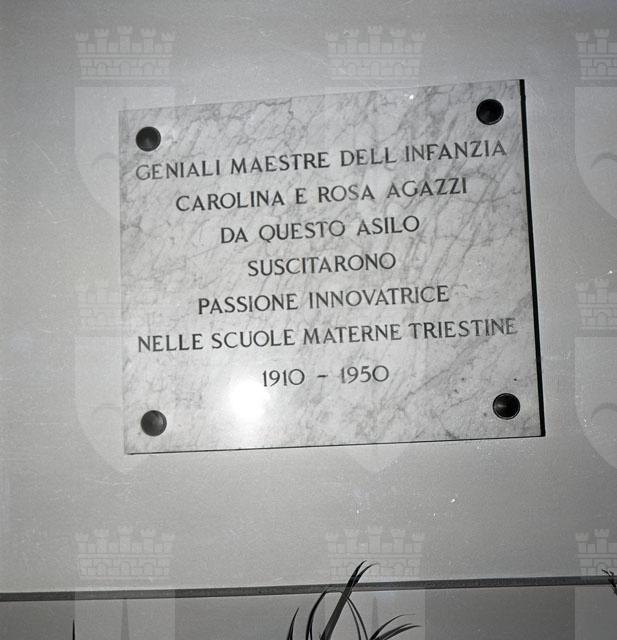 GENIALI MAESTRE DELL INFANZIA
CAROLINA E ROSA AGAZZI
DA QUESTO ASILO
SUSCITARONO
PASSIONE INNOVATRICE
NELLE SCUOLE MATERNE TRIESTINE
1910 - 1950